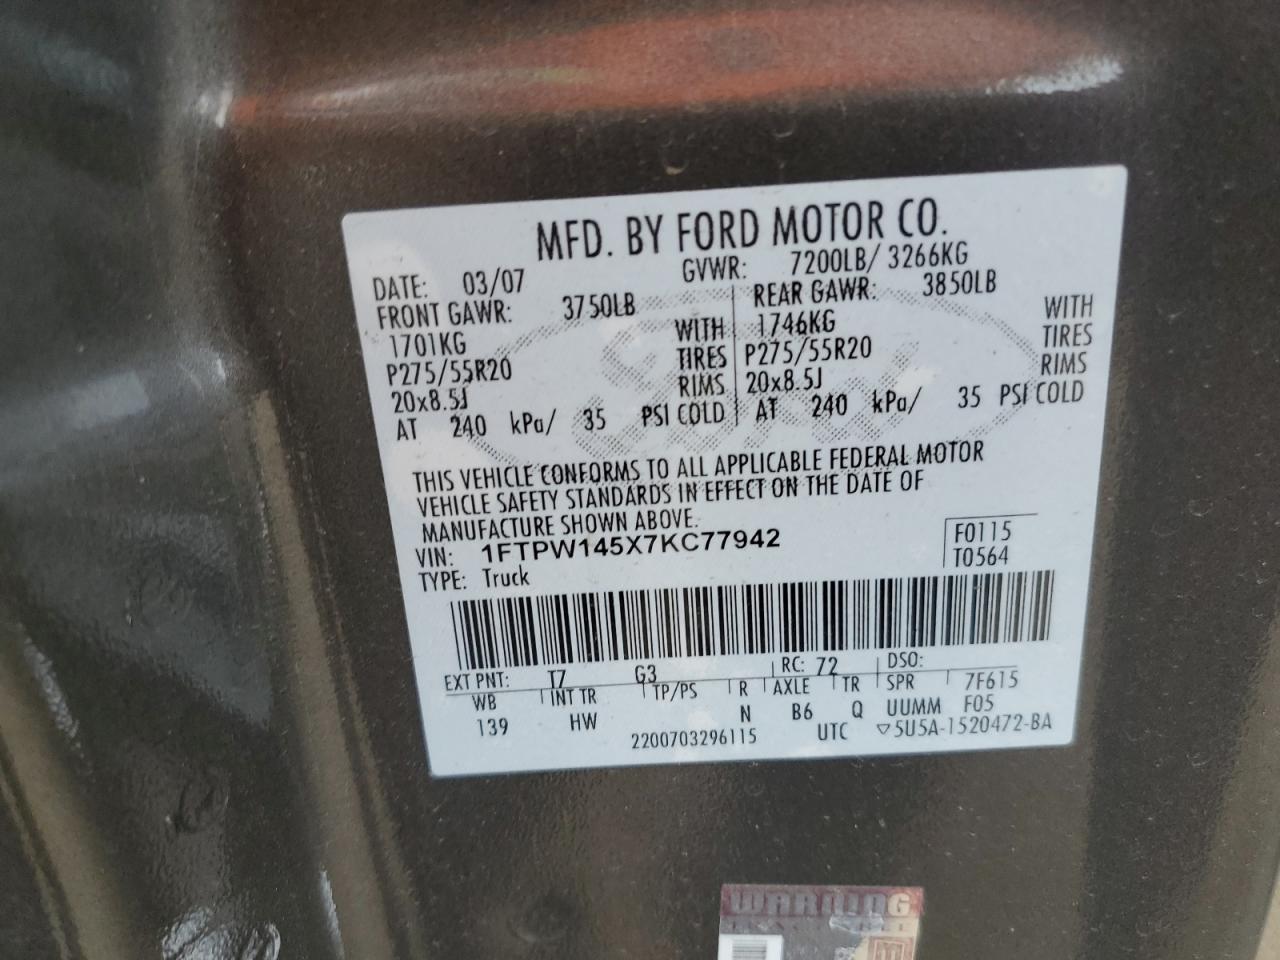 MFD. BY FORD MOTOR CO.
DATE: 03/07 GVWR: 7200LB/ 3266KG
FRONT GAWR: 3750LB REAR GAWR: 3850LB
1701KG WITH 1746KG WITH
P275/55R20 TIRES P275/55R20 TIRES
20x8.5J RIMS 20x8.5J RIMS
AT 240 kPa/ 35 PSI COLD AT 240 kPa/ 35 PSI COLD
THIS VEHICLE CONFORMS TO ALL APPLICABLE FEDERAL MOTOR
VEHICLE SAFETY STANDARDS IN EFFECT ON THE DATE OF
MANUFACTURE SHOWN ABOVE.
VIN: 1FTPW145X7KC77942 F0115
TYPE: Truck T0564
EXT PNT: T7 G3 RC: 72 DSO:
WB INT TR TP/PS R AXLE TR SPR 7F615
139 HW N B6 Q UUMM F05
2200703296115 UTC ▽5U5A-1520472-BA
WARNING